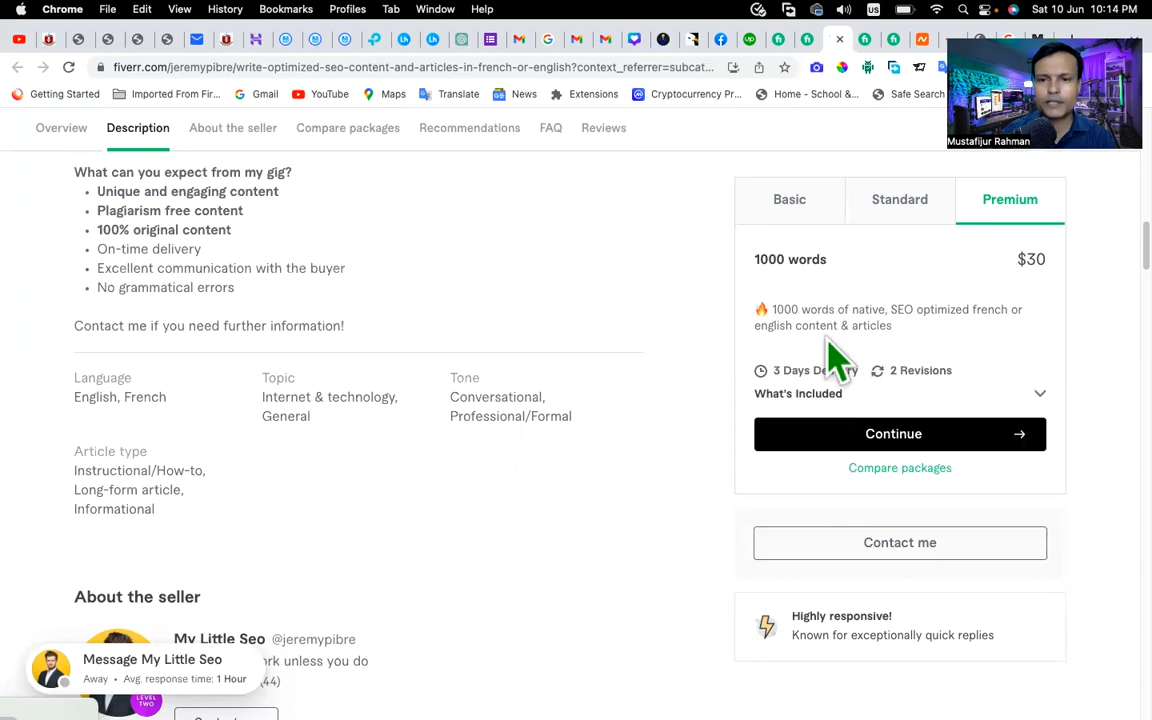 Chrome File Edit View History Bookmarks Profiles Tab Window Help US Sat 10 Jun 10:14 PM
fiverr.com/jeremypibre/write-optimized-seo-content-and-articles-in-french-or-english?context_referrer=subcat...
Getting Started Imported From Fir... Gmail YouTube Maps Translate News Extensions Cryptocurrency Pr... Home - School &... Safe Search
Mustafijur Rahman
Overview Description About the seller Compare packages Recommendations FAQ Reviews
What can you expect from my gig?
• Unique and engaging content
• Plagiarism free content
• 100% original content
• On-time delivery
• Excellent communication with the buyer
• No grammatical errors
Contact me if you need further information!
Language Topic Tone
English, French Internet & technology, Conversational,
General Professional/Formal
Article type
Instructional/How-to,
Long-form article,
Informational
About the seller
My Little Seo @jeremypibre
rk unless you do
(44)
LEVEL
TWO
Message My Little Seo
Away • Avg. response time: 1 Hour
Basic Standard Premium
1000 words $30
🔥 1000 words of native, SEO optimized french or
english content & articles
3 Days 2 Revisions
What's Included
Continue →
Compare packages
Contact me
Highly responsive!
Known for exceptionally quick replies